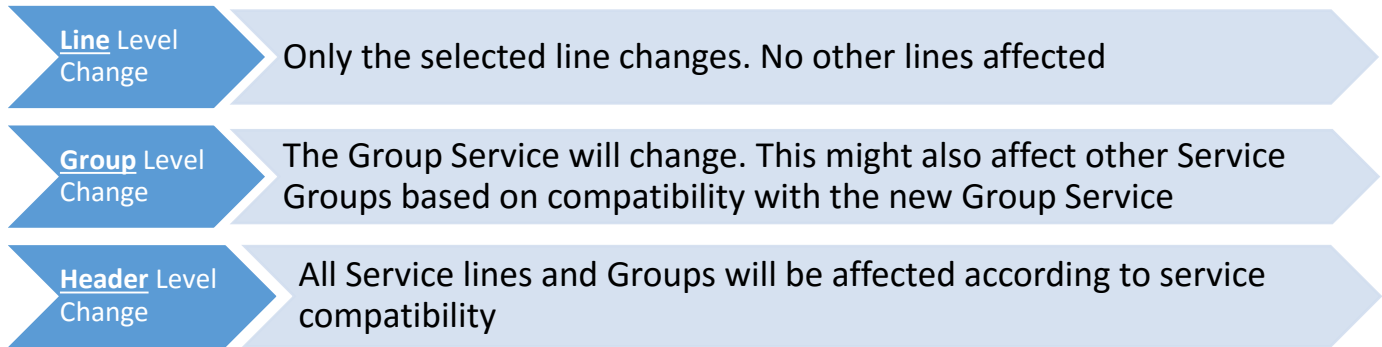 Line Level
Change
Only the selected line changes. No other lines affected
Group Level
Change
The Group Service will change. This might also affect other Service
Groups based on compatibility with the new Group Service
Header Level
Change
All Service lines and Groups will be affected according to service
compatibility